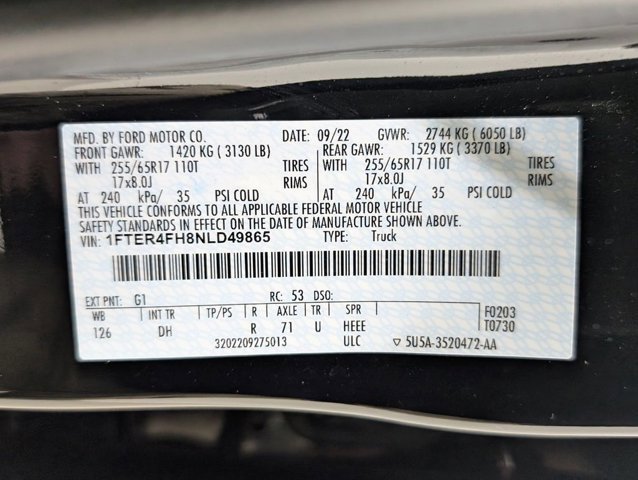 MFD. BY FORD MOTOR CO. DATE: 09/22 GVWR: 2744 KG ( 6050 LB)
FRONT GAWR: 1420 KG ( 3130 LB) REAR GAWR: 1529 KG ( 3370 LB)
WITH 255/65R17 110T TIRES WITH 255/65R17 110T TIRES
17x8.0J RIMS 17x8.0J RIMS
AT 240 kPa/ 35 PSI COLD AT 240 kPa/ 35 PSI COLD
THIS VEHICLE CONFORMS TO ALL APPLICABLE FEDERAL MOTOR VEHICLE
SAFETY STANDARDS IN EFFECT ON THE DATE OF MANUFACTURE SHOWN ABOVE.
VIN: 1FTER4FH8NLD49865 TYPE: Truck
EXT PNT: G1 RC: 53 DSO:
WB INT TR TP/PS R AXLE TR SPR F0203
126 DH R 71 U HEEE T0730
3202209275013 ULC ▽ 5U5A-3520472-AA